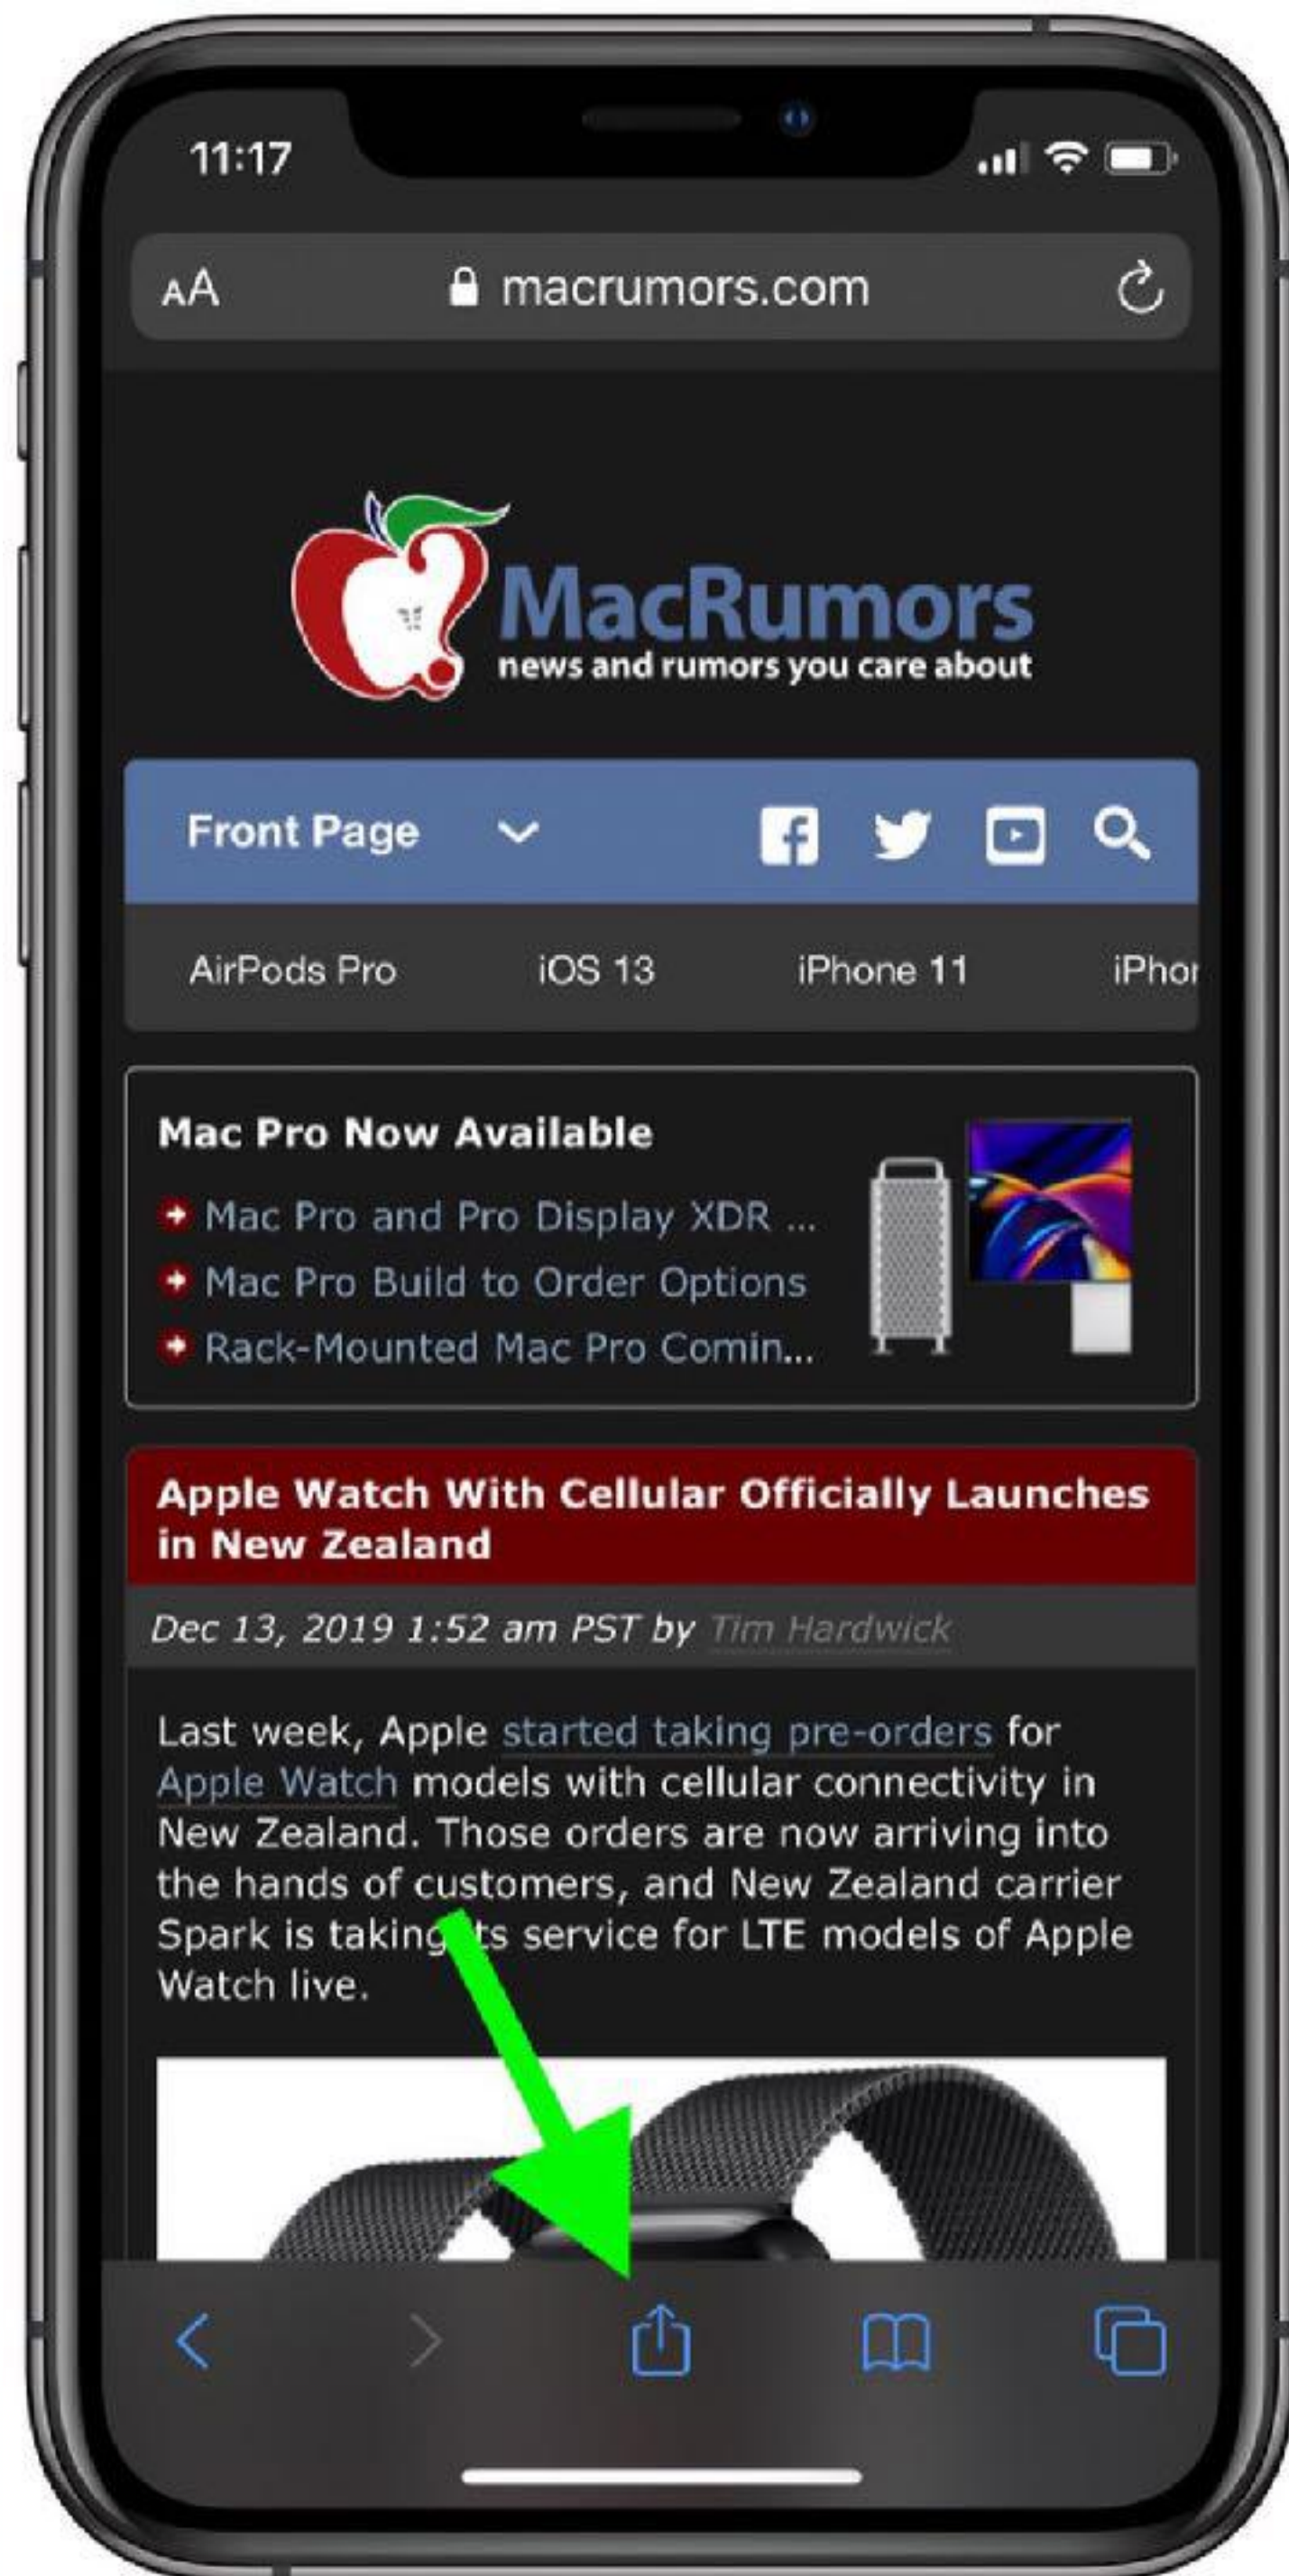 11:17
AA macrumors.com
MacRumors
news and rumors you care about
Front Page
AirPods Pro iOS 13 iPhone 11 iPhor
Mac Pro Now Available
Mac Pro and Pro Display XDR ...
Mac Pro Build to Order Options
Rack-Mounted Mac Pro Comin...
Apple Watch With Cellular Officially Launches
in New Zealand
Dec 13, 2019 1:52 am PST by Tim Hardwick
Last week, Apple started taking pre-orders for
Apple Watch models with cellular connectivity in
New Zealand. Those orders are now arriving into
the hands of customers, and New Zealand carrier
Spark is taking its service for LTE models of Apple
Watch live.